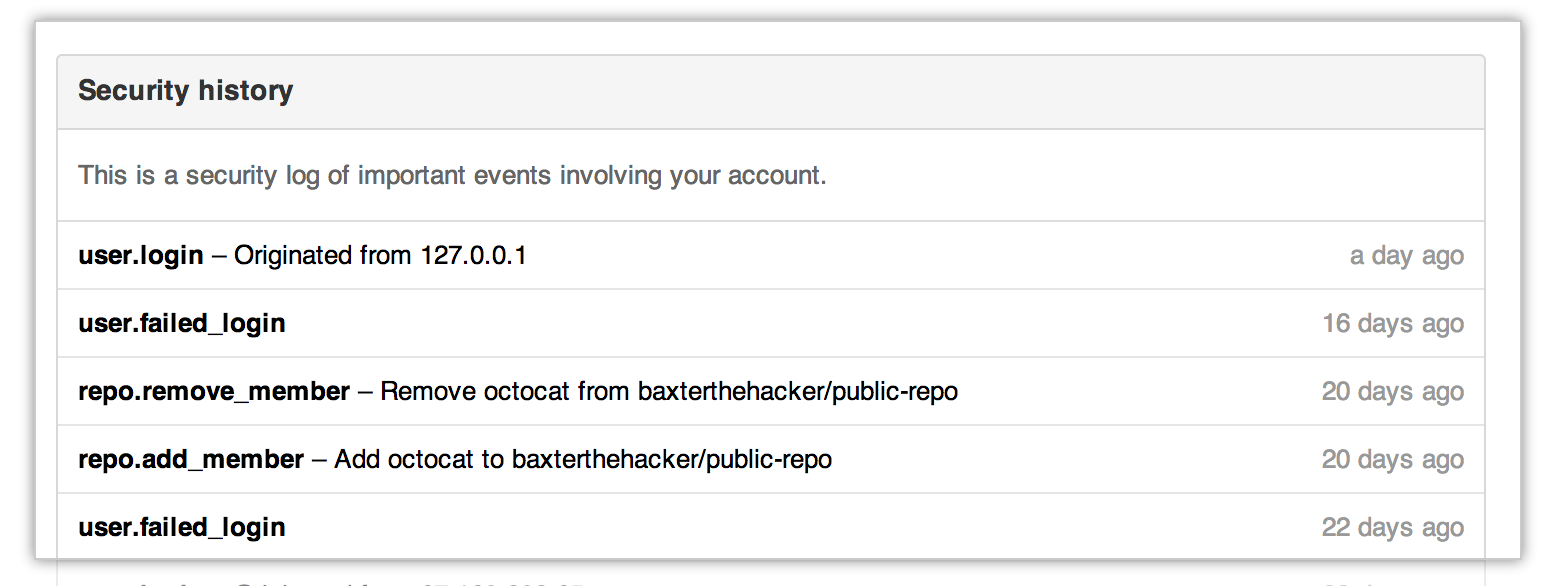 Security history
This is a security log of important events involving your account.
user.login – Originated from 127.0.0.1 a day ago
user.failed_login 16 days ago
repo.remove_member – Remove octocat from baxterthehacker/public-repo 20 days ago
repo.add_member – Add octocat to baxterthehacker/public-repo 20 days ago
user.failed_login 22 days ago